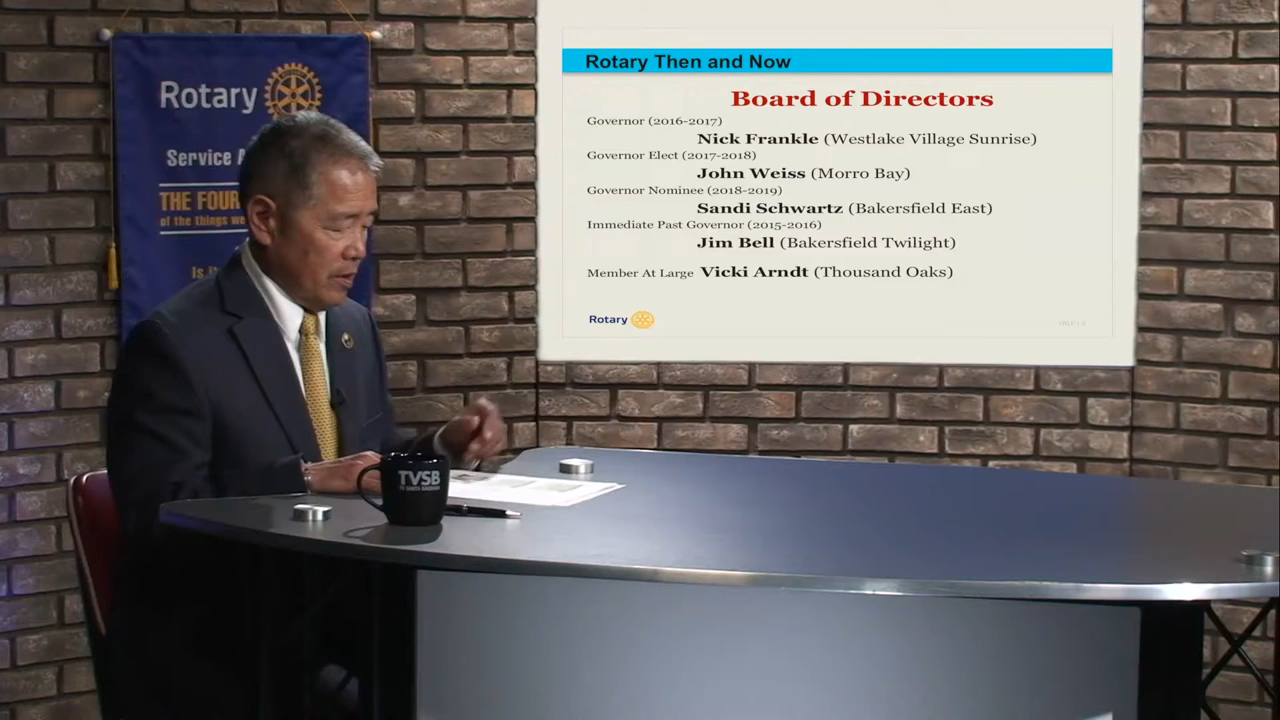 Rotary
Service A
THE FOUR
of the things we
Is i
Rotary Then and Now
Board of Directors
Governor (2016-2017)
Nick Frankle (Westlake Village Sunrise)
Governor Elect (2017-2018)
John Weiss (Morro Bay)
Governor Nominee (2018-2019)
Sandi Schwartz (Bakersfield East)
Immediate Past Governor (2015-2016)
Jim Bell (Bakersfield Twilight)
Member At Large Vicki Arndt (Thousand Oaks)
Rotary
TVSB
TV SANTA BARBARA